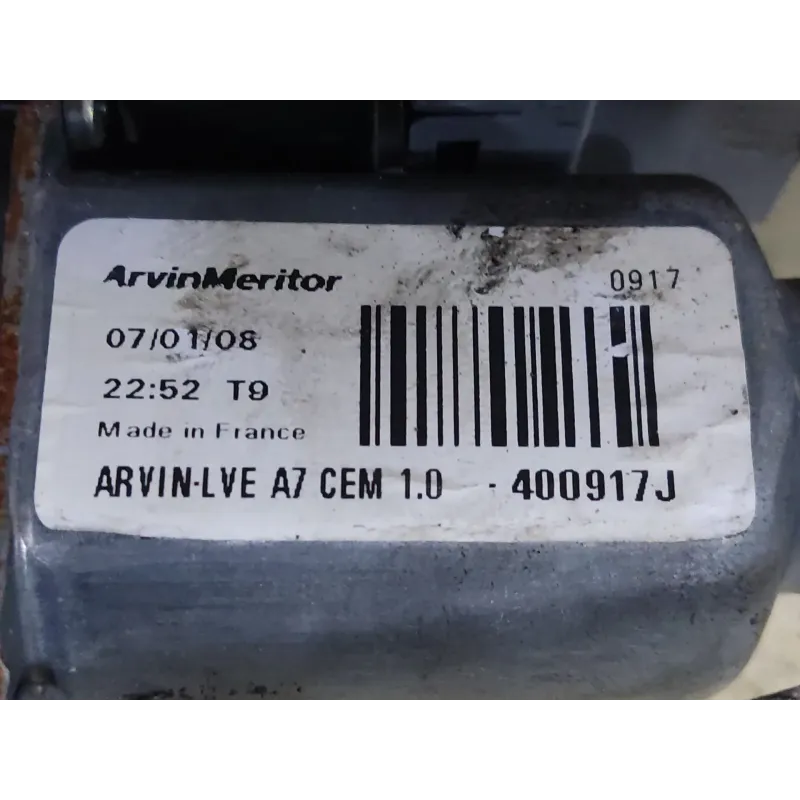 ArvinMeritor 0917
07/01/08
22:52 T9
Made in France
ARVIN-LVE A7 CEM 1.0 - 400917J